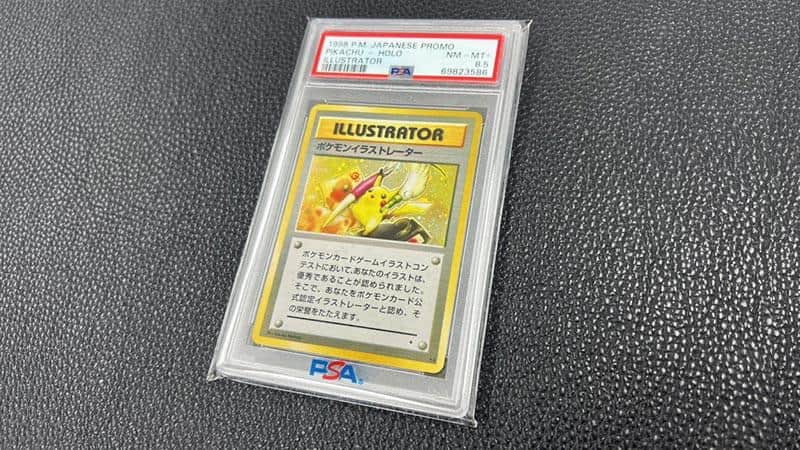 1998 P.M. JAPANESE PROMO
PIKACHU - HOLO NM-MT+
ILLUSTRATOR 8.5
PSA 69823586
ILLUSTRATOR
ポケモンイラストレーター
ポケモンカードゲームイラストコン
テストにおいて、あなたのイラストは、
優秀であることが認められました。
そこで、あなたをポケモンカード公
式認定イラストレーターと認め、そ
の栄誉をたたえます。
PSA